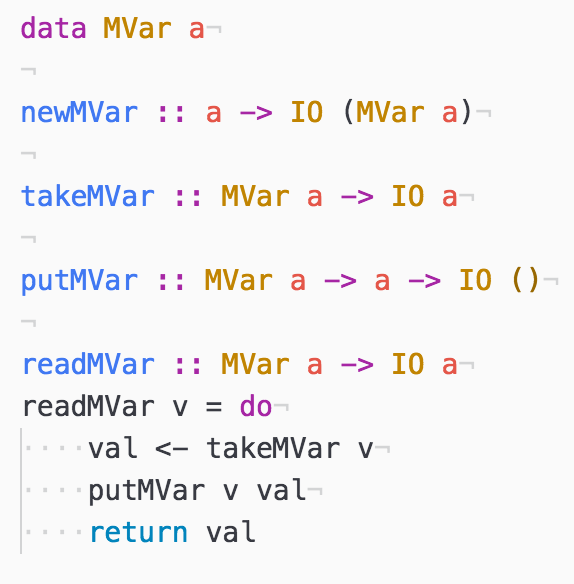 data MVar a¬
¬
newMVar :: a -> IO (MVar a)¬
¬
takeMVar :: MVar a -> IO a¬
¬
putMVar :: MVar a -> a -> IO ()¬
¬
readMVar :: MVar a -> IO a¬
readMVar v = do¬
····val <- takeMVar v¬
····putMVar v val¬
····return val